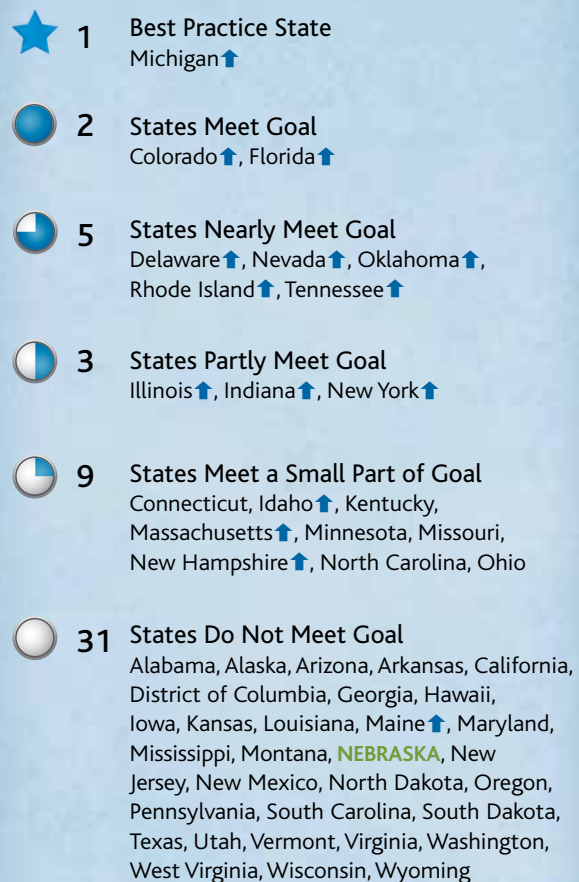 1 Best Practice State
Michigan⬆
2 States Meet Goal
Colorado⬆, Florida⬆
5 States Nearly Meet Goal
Delaware⬆, Nevada⬆, Oklahoma⬆,
Rhode Island⬆, Tennessee⬆
3 States Partly Meet Goal
Illinois⬆, Indiana⬆, New York⬆
9 States Meet a Small Part of Goal
Connecticut, Idaho⬆, Kentucky,
Massachusetts⬆, Minnesota, Missouri,
New Hampshire⬆, North Carolina, Ohio
31 States Do Not Meet Goal
Alabama, Alaska, Arizona, Arkansas, California,
District of Columbia, Georgia, Hawaii,
Iowa, Kansas, Louisiana, Maine⬆, Maryland,
Mississippi, Montana, NEBRASKA, New
Jersey, New Mexico, North Dakota, Oregon,
Pennsylvania, South Carolina, South Dakota,
Texas, Utah, Vermont, Virginia, Washington,
West Virginia, Wisconsin, Wyoming